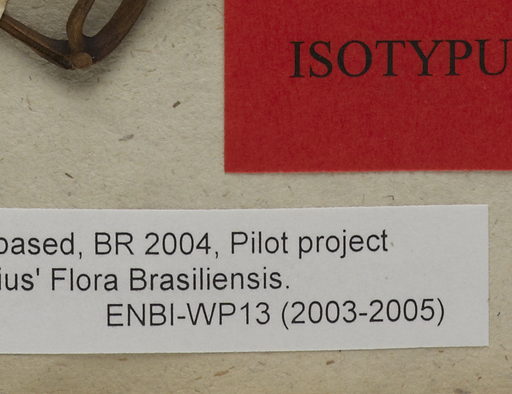 ISOTYPU
based, BR 2004, Pilot project
ius' Flora Brasiliensis.
ENBI-WP13 (2003-2005)